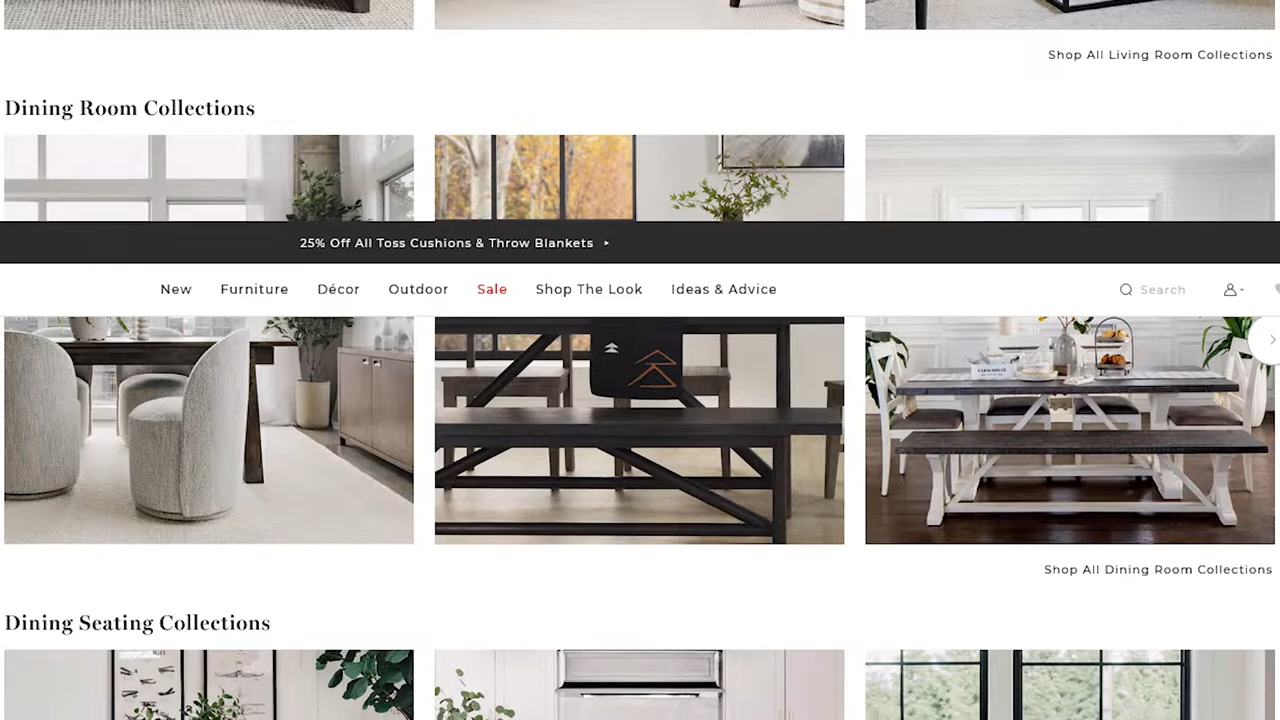 Shop All Living Room Collections
Dining Room Collections
25% Off All Toss Cushions & Throw Blankets
New Furniture Décor Outdoor Sale Shop The Look Ideas & Advice Search
FARMHOUSE
Shop All Dining Room Collections
Dining Seating Collections